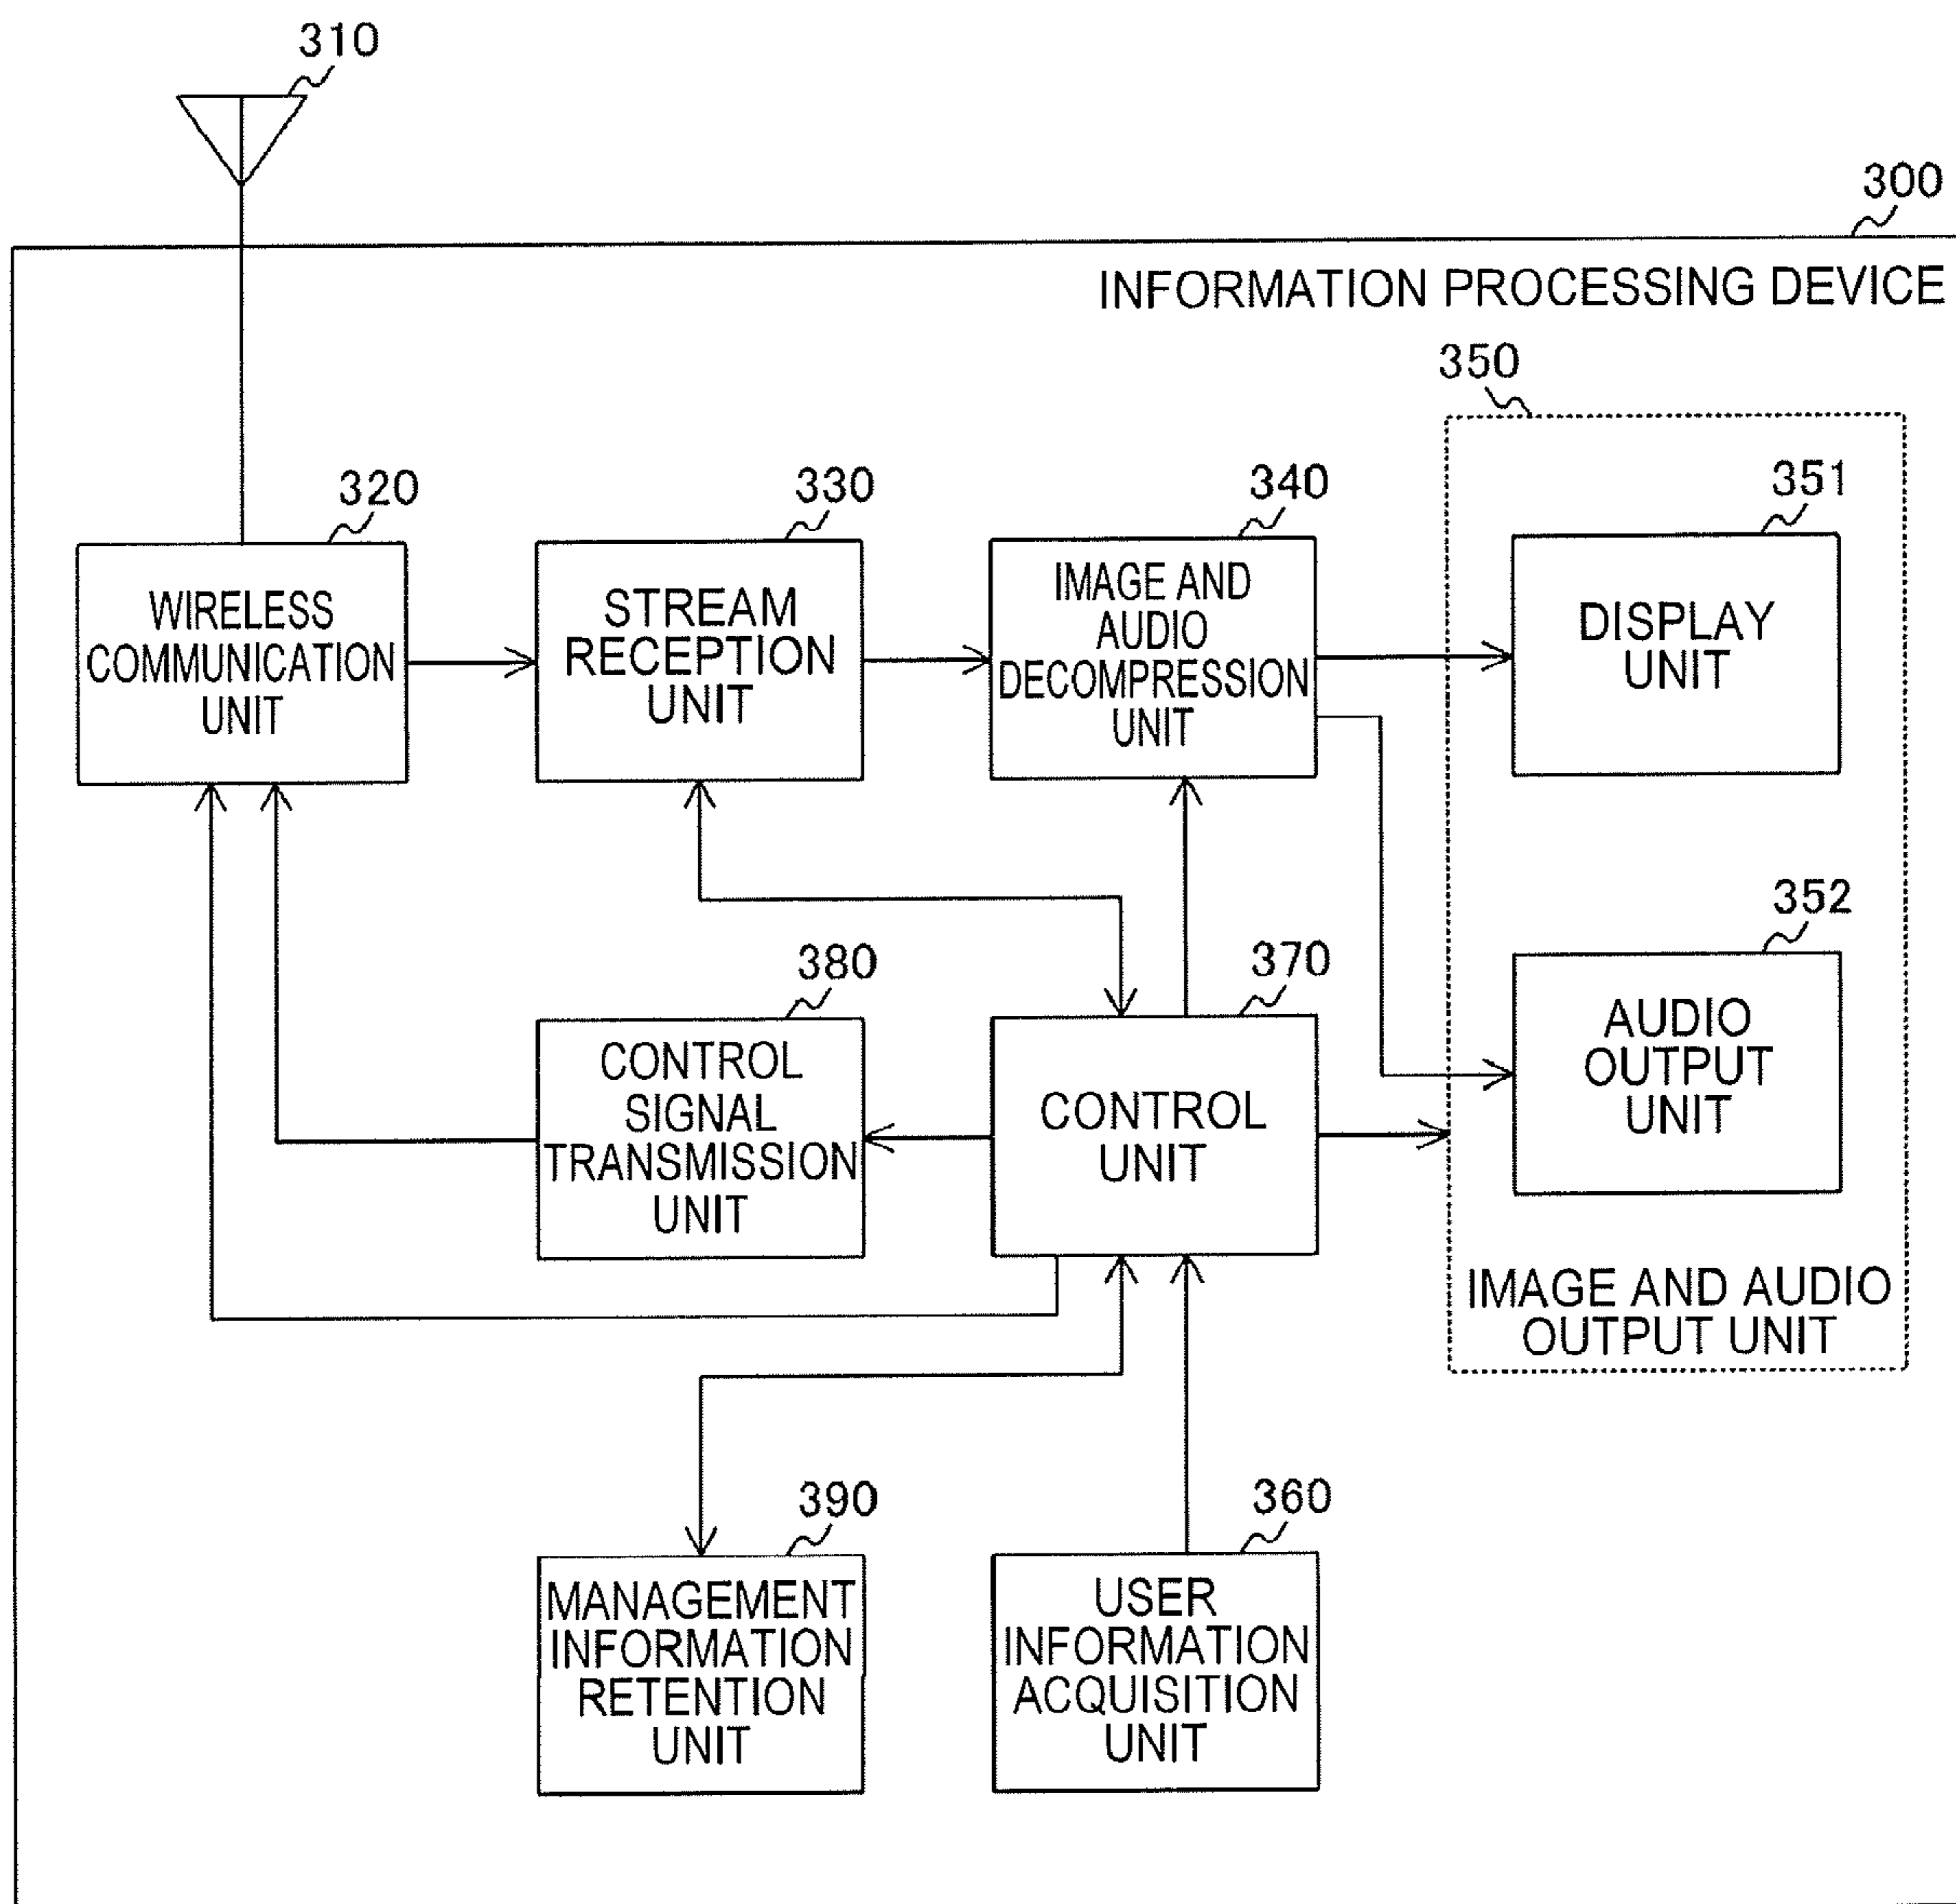 310
300
INFORMATION PROCESSING DEVICE
350
320
330
340
351
WIRELESS
COMMUNICATION
UNIT
STREAM
RECEPTION
UNIT
IMAGE AND
AUDIO
DECOMPRESSION
UNIT
DISPLAY
UNIT
380
370
352
CONTROL
SIGNAL
TRANSMISSION
UNIT
CONTROL
UNIT
AUDIO
OUTPUT
UNIT
IMAGE AND AUDIO
OUTPUT UNIT
390
360
MANAGEMENT
INFORMATION
RETENTION
UNIT
USER
INFORMATION
ACQUISITION
UNIT